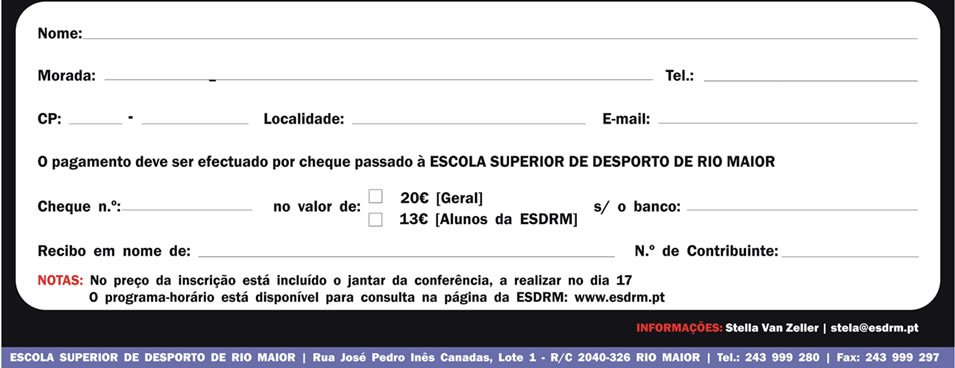 Nome:
Morada: Tel.:
CP: - Localidade: E-mail:
O pagamento deve ser efectuado por cheque passado à ESCOLA SUPERIOR DE DESPORTO DE RIO MAIOR
Cheque n.º: no valor de: 20€ [Geral] s/ o banco:
13€ [Alunos da ESDRM]
Recibo em nome de: N.º de Contribuinte:
NOTAS: No preço da inscrição está incluído o jantar da conferência, a realizar no dia 17
O programa-horário está disponível para consulta na página da ESDRM: www.esdrm.pt
INFORMAÇÕES: Stella Van Zeller | stela@esdrm.pt
ESCOLA SUPERIOR DE DESPORTO DE RIO MAIOR | Rua José Pedro Inês Canadas, Lote 1 - R/C 2040-326 RIO MAIOR | Tel.: 243 999 280 | Fax: 243 999 297